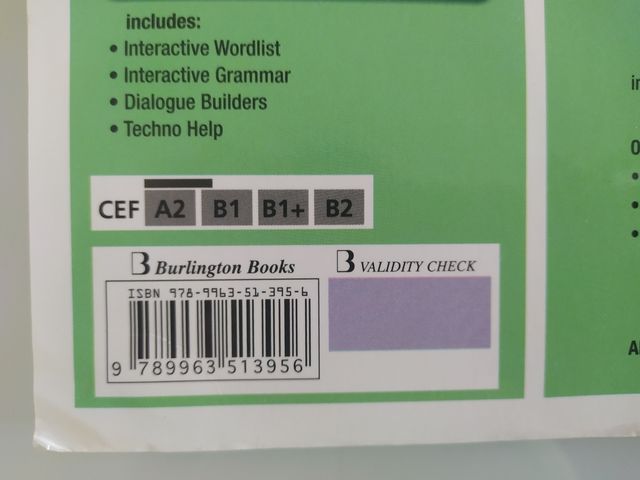 includes:
• Interactive Wordlist
• Interactive Grammar
• Dialogue Builders
• Techno Help
CEF A2 B1 B1+ B2
Burlington Books
VALIDITY CHECK
ISBN 978-9963-51-395-6
9 789963 513956